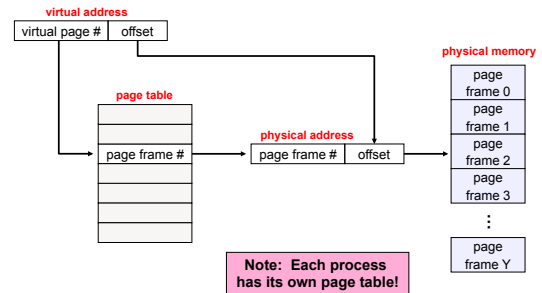 virtual address
virtual page #
offset
physical memory
page table
physical address
page frame #
page frame #
offset
page
frame 0
page
frame 1
page
frame 2
page
frame 3
...
page
frame Y
Note: Each process
has its own page table!